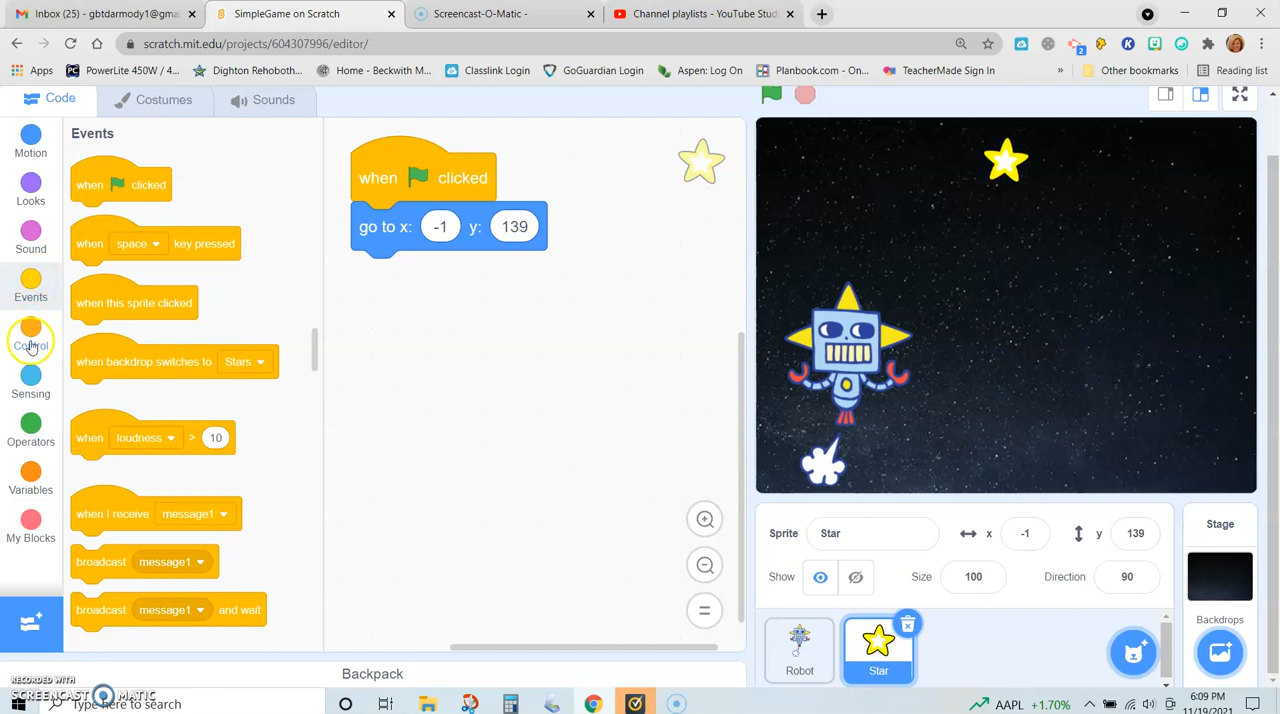 Inbox (25) - gbtdarmody1@gma
SimpleGame on Scratch
Screencast-O-Matic -
Channel playlists - YouTube Stud
scratch.mit.edu/projects/604307996/editor/
2
Apps
PowerLite 450W / 4...
Dighton Rehoboth...
Home - Beckwith M...
Classlink Login
GoGuardian Login
Aspen: Log On
Planbook.com - On...
TeacherMade Sign In
»
Other bookmarks
Reading list
Code
Costumes
Sounds
Motion
Looks
Sound
Events
Control
Sensing
Operators
Variables
My Blocks
Events
when clicked
when space key pressed
when this sprite clicked
when backdrop switches to Stars
when loudness > 10
when I receive message1
broadcast message1
broadcast message1 and wait
when clicked
go to x: -1 y: 139
Sprite Star x -1 y 139
Show Size 100 Direction 90
Robot
Star
Stage
Backdrops
Backpack
RECORDED WITH
SCREENCAST MATIC
Type here to search
AAPL +1.70%
6:09 PM
11/19/2021